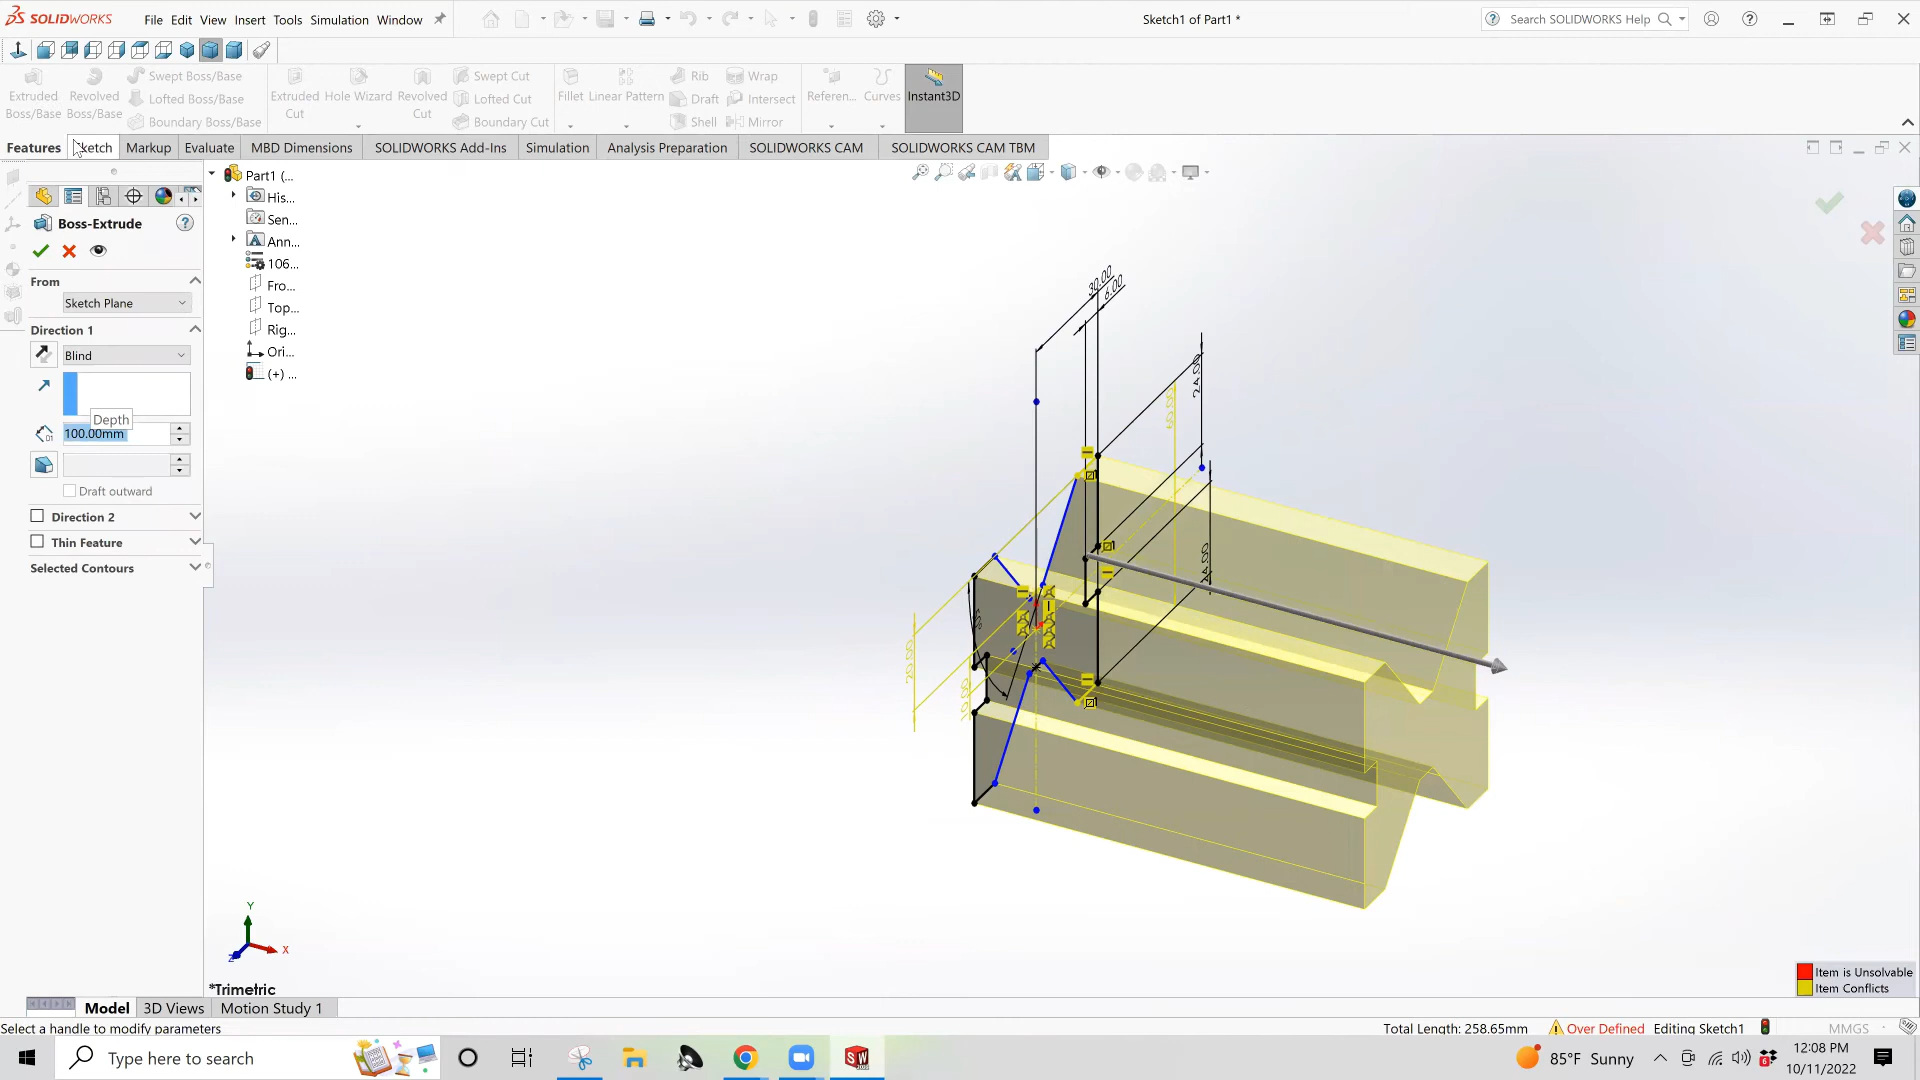 SOLIDWORKS File Edit View Insert Tools Simulation Window Sketch1 of Part1 * Search SOLIDWORKS Help
Extruded Boss/Base
Revolved Boss/Base
Swept Boss/Base
Lofted Boss/Base
Boundary Boss/Base
Extruded Cut
Hole Wizard
Revolved Cut
Swept Cut
Lofted Cut
Boundary Cut
Fillet
Linear Pattern
Rib
Draft
Shell
Wrap
Intersect
Mirror
Referen...
Curves
Instant3D
Features Sketch Markup Evaluate MBD Dimensions SOLIDWORKS Add-Ins Simulation Analysis Preparation SOLIDWORKS CAM SOLIDWORKS CAM TBM
Boss-Extrude
From
Sketch Plane
Direction 1
Blind
Depth
100.00mm
Draft outward
Direction 2
Thin Feature
Selected Contours
Part1 (...
His...
Sen...
Ann...
106...
Fro...
Top...
Rig...
Ori...
(+) ...
30.00
6.00
24.00
Y
X
Z
*Trimetric
Item is Unsolvable
Item Conflicts
Model 3D Views Motion Study 1
Select a handle to modify parameters Total Length: 258.65mm Over Defined Editing Sketch1 MMGS
Type here to search 85°F Sunny 12:08 PM
10/11/2022